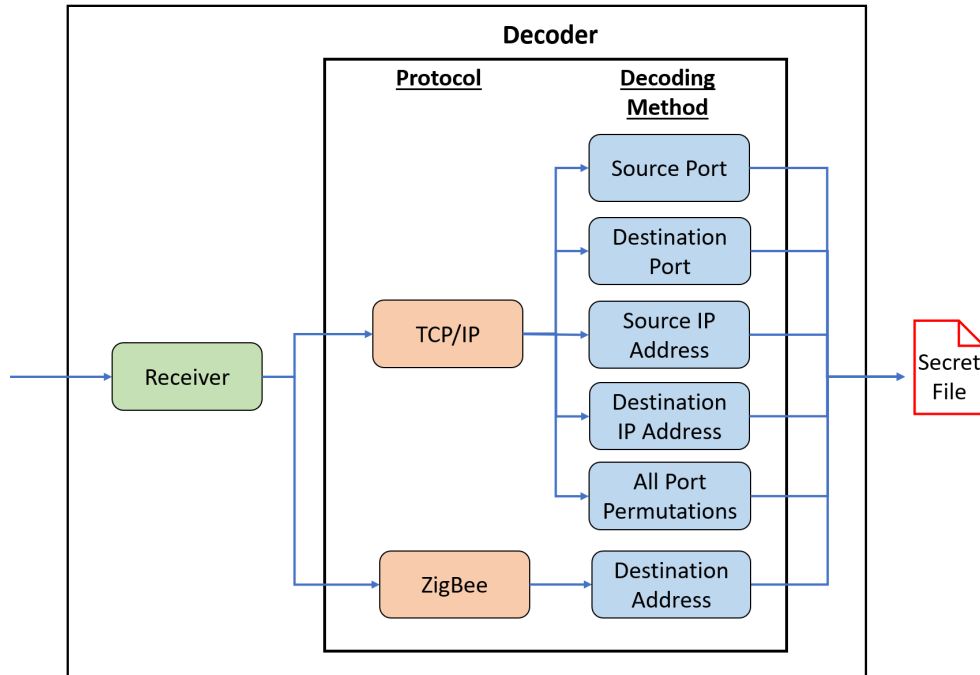 Decoder
Protocol
Decoding
Method
Source Port
Destination
Port
TCP/IP
Source IP
Address
Receiver
Secret
File
Destination
IP Address
All Port
Permutations
ZigBee
Destination
Address